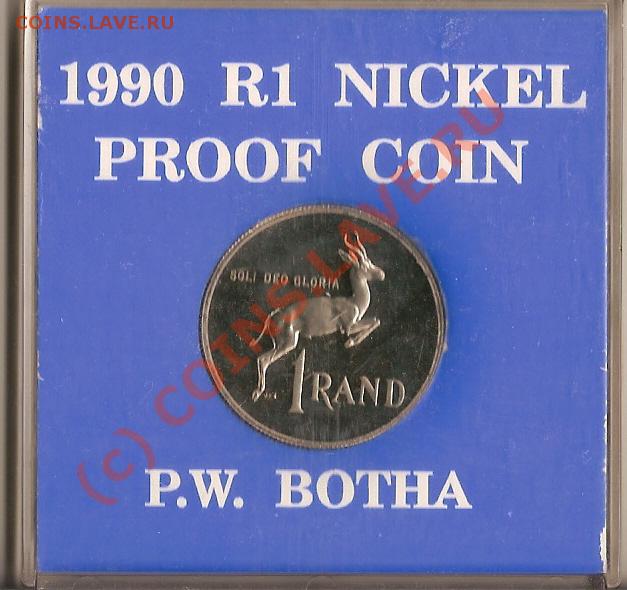 COINS.LAVE.RU
1990 R1 NICKEL
PROOF COIN
SOLI DEO GLORIA
1 RAND
P.W. BOTHA
(c) COINS.LAVE.RU